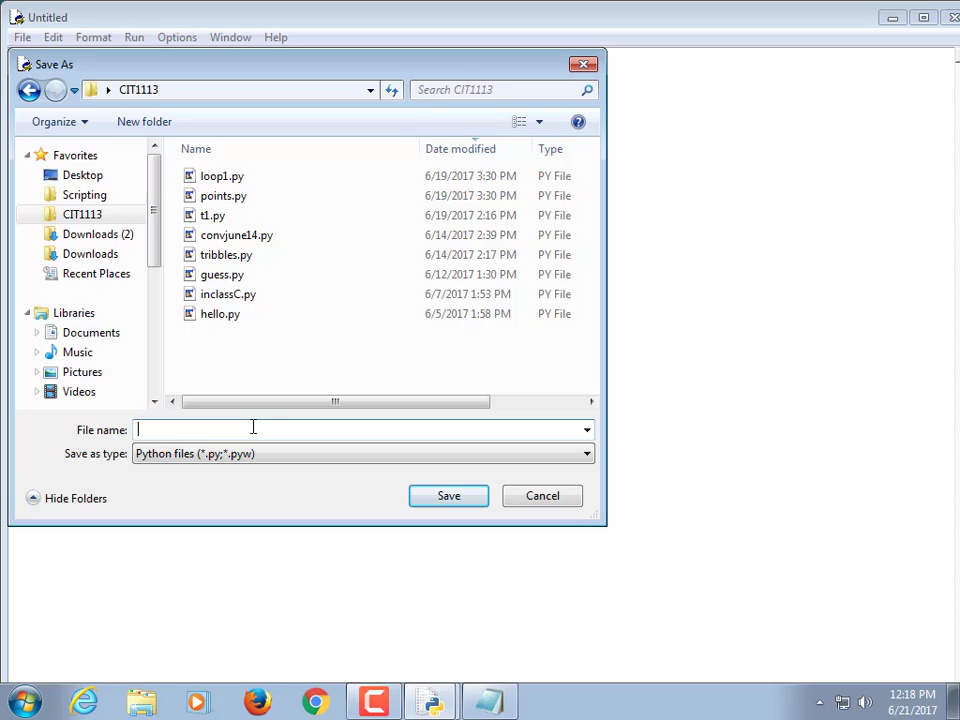 Untitled
File Edit Format Run Options Window Help
Save As
CIT1113
Search CIT1113
Organize New folder
Name Date modified Type
Favorites
Desktop
Scripting
CIT1113
Downloads (2)
Downloads
Recent Places
Libraries
Documents
Music
Pictures
Videos
loop1.py 6/19/2017 3:30 PM PY File
points.py 6/19/2017 3:30 PM PY File
t1.py 6/19/2017 2:16 PM PY File
convjune14.py 6/14/2017 2:39 PM PY File
tribbles.py 6/14/2017 2:17 PM PY File
guess.py 6/12/2017 1:30 PM PY File
inclassC.py 6/7/2017 1:53 PM PY File
hello.py 6/5/2017 1:58 PM PY File
File name:
Save as type: Python files (*.py;*.pyw)
Hide Folders
Save
Cancel
12:18 PM
6/21/2017